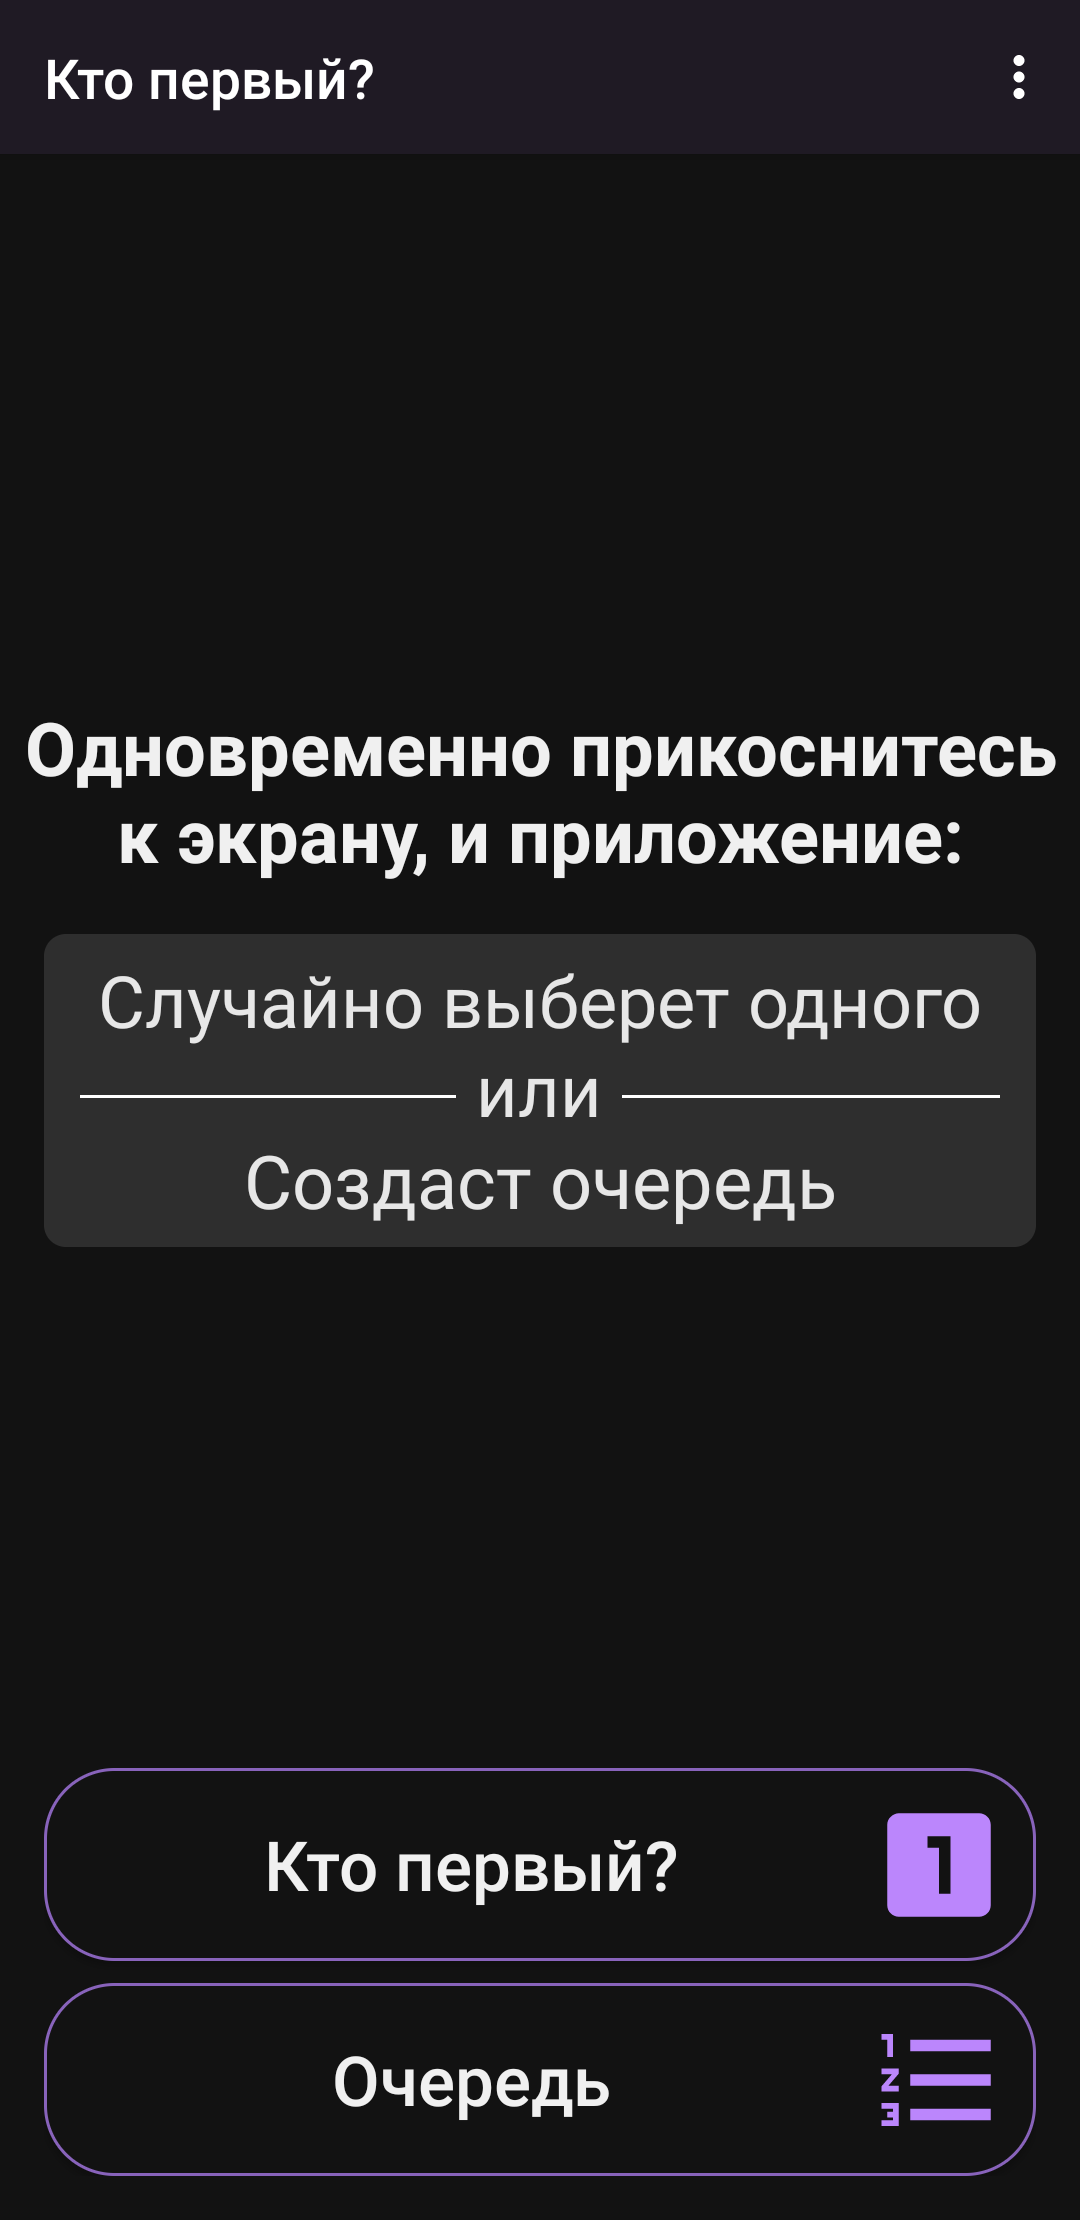 Кто первый?
Одновременно прикоснитесь
к экрану, и приложение:
Случайно выберет одного
или
Создаст очередь
Кто первый?
1
Очередь
1
2
3